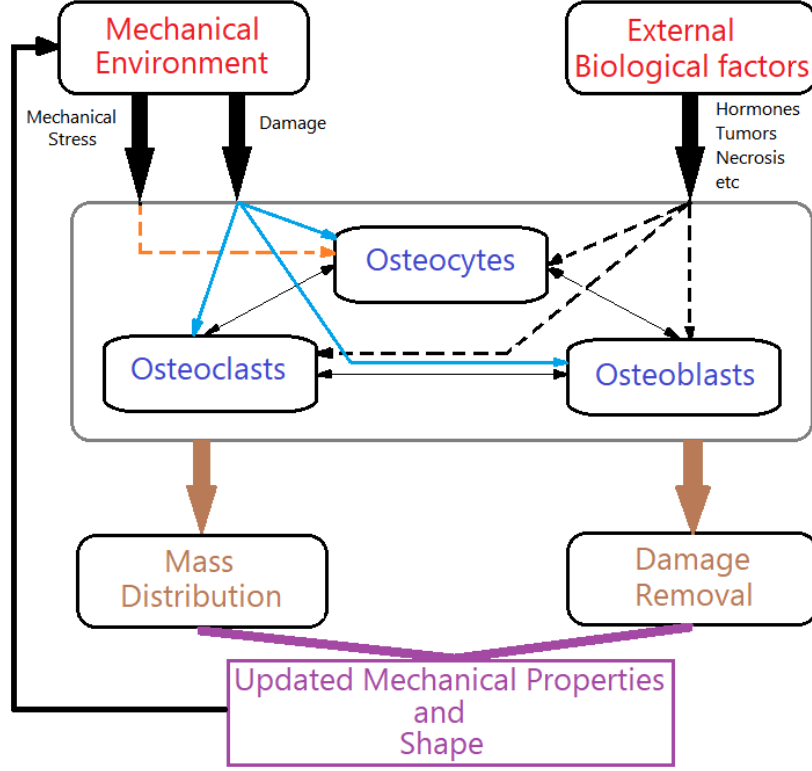 Mechanical
Environment
External
Biological factors
Mechanical
Stress
Damage
Hormones
Tumors
Necrosis
etc
Osteocytes
Osteoclasts
Osteoblasts
Mass
Distribution
Damage
Removal
Updated Mechanical Properties
and
Shape